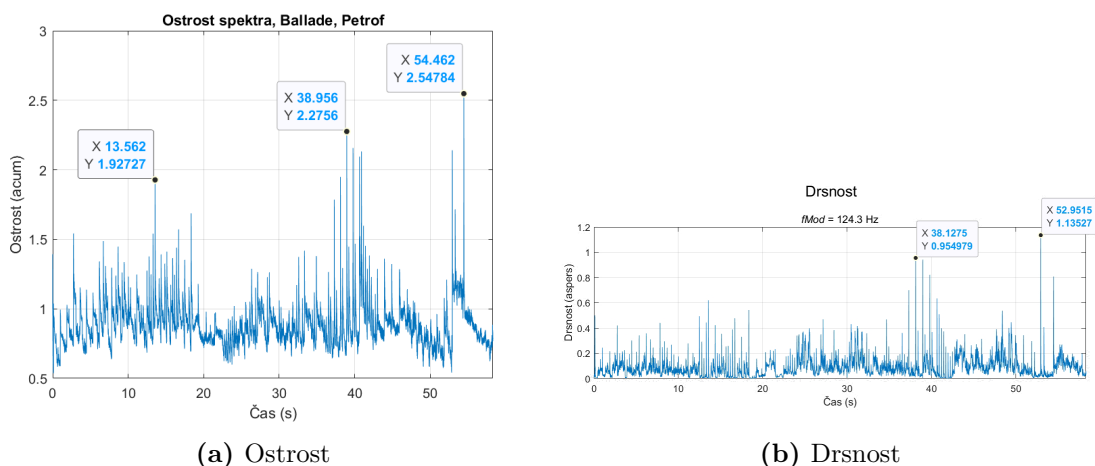 Ostrost spektra, Ballade, Petrof
3
2.5
2
1.5
1
0.5
0
10
20
30
40
50
Ostrost (acum)
Čas (s)
X 13.562
Y 1.92727
X 38.956
Y 2.2756
X 54.462
Y 2.54784
(a) Ostrost
Drsnost
fMod = 124.3 Hz
1.2
1
0.8
0.6
0.4
0.2
0
0
10
20
30
40
50
Drsnost (aspers)
Čas (s)
X 38.1275
Y 0.954979
X 52.9515
Y 1.13527
(b) Drsnost